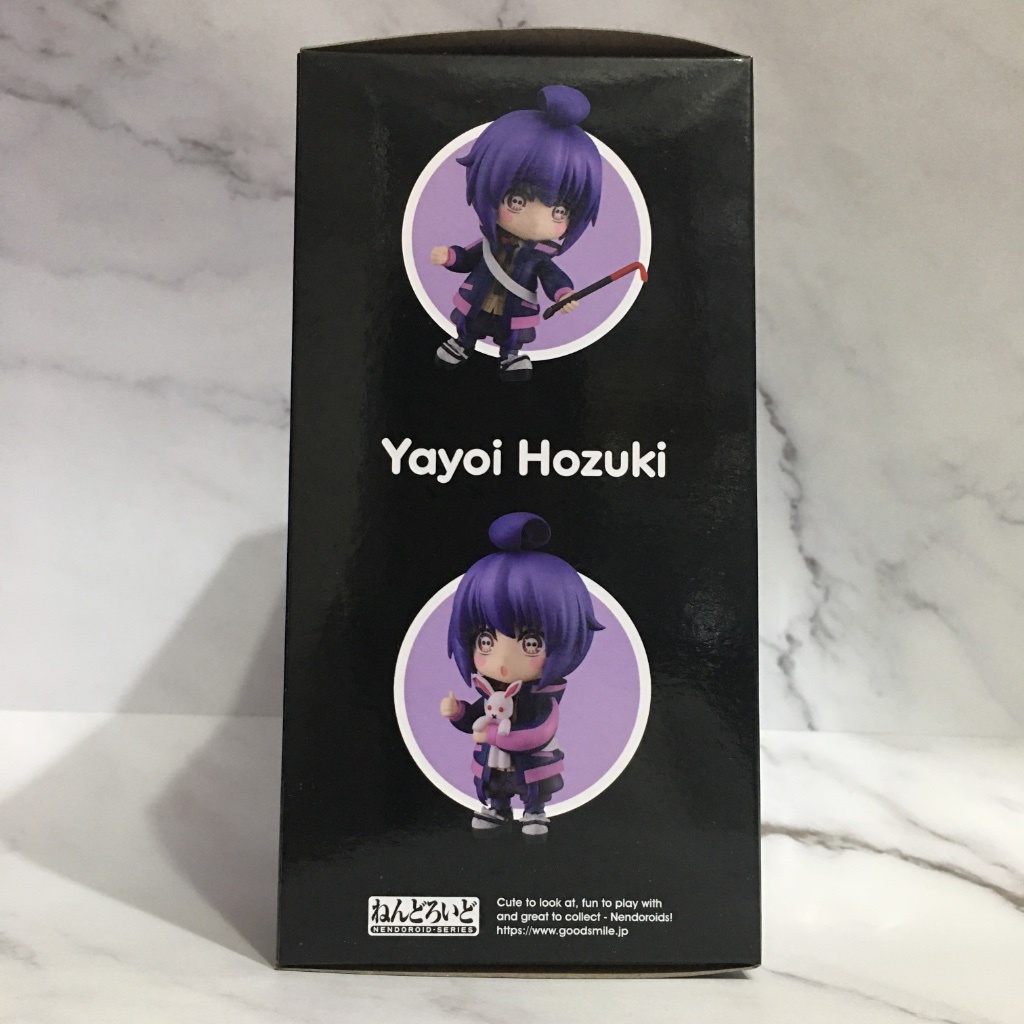 Yayoi Hozuki
ねんどろいど
NENDOROID·SERIES
Cute to look at, fun to play with
and great to collect - Nendoroids!
https://www.goodsmile.jp